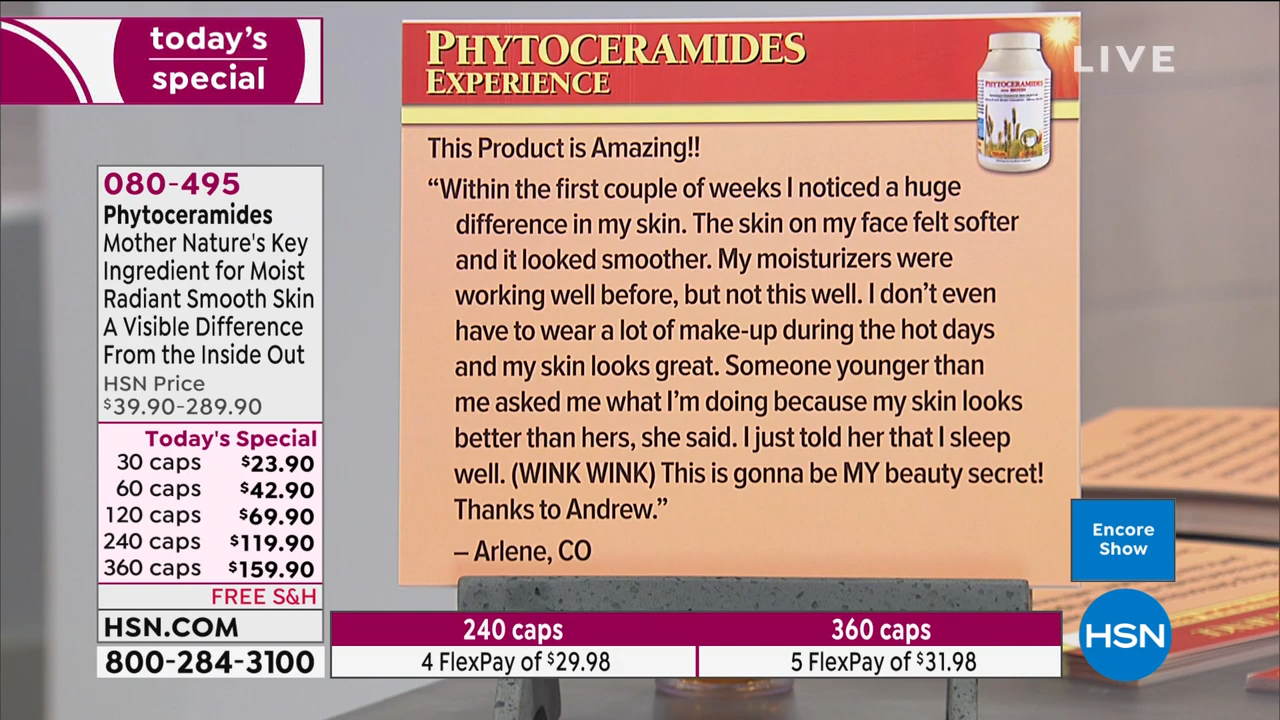 today's
special
LIVE
PHYTOCERAMIDES
EXPERIENCE
PHYTOCERAMIDES
This Product is Amazing!!
“Within the first couple of weeks I noticed a huge
difference in my skin. The skin on my face felt softer
and it looked smoother. My moisturizers were
working well before, but not this well. I don’t even
have to wear a lot of make-up during the hot days
and my skin looks great. Someone younger than
me asked me what I’m doing because my skin looks
better than hers, she said. I just told her that I sleep
well. (WINK WINK) This is gonna be MY beauty secret!
Thanks to Andrew.”
– Arlene, CO
080-495
Phytoceramides
Mother Nature's Key
Ingredient for Moist
Radiant Smooth Skin
A Visible Difference
From the Inside Out
HSN Price
$39.90-289.90
Today's Special
30 caps $23.90
60 caps $42.90
120 caps $69.90
240 caps $119.90
360 caps $159.90
FREE S&H
HSN.COM
800-284-3100
240 caps 360 caps
4 FlexPay of $29.98 5 FlexPay of $31.98
Encore
Show
HSN